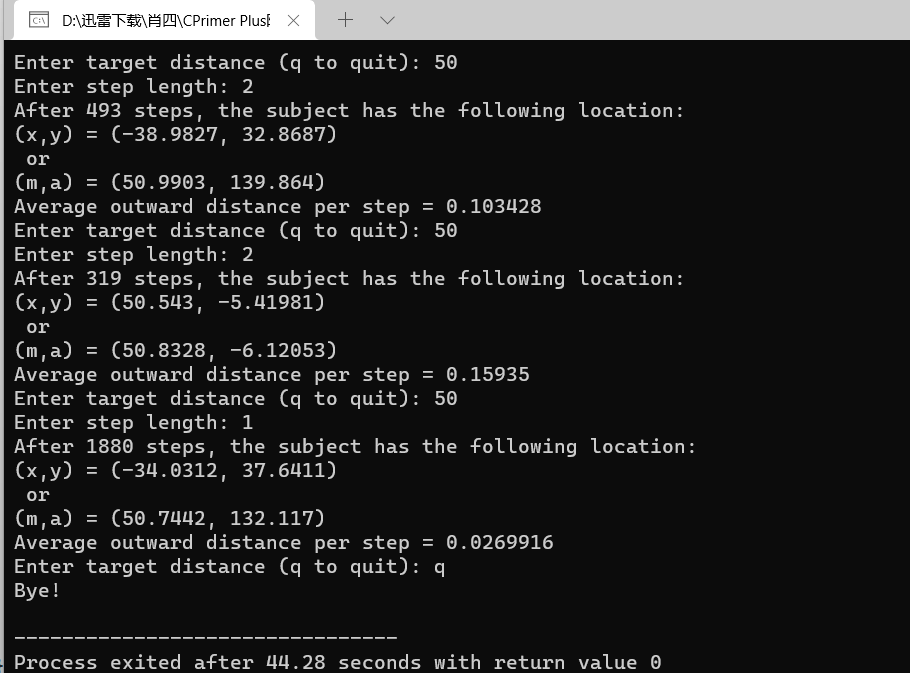 D:\迅雷下载\肖四\CPrimer Plus
Enter target distance (q to quit): 50
Enter step length: 2
After 493 steps, the subject has the following location:
(x,y) = (-38.9827, 32.8687)
 or
(m,a) = (50.9903, 139.864)
Average outward distance per step = 0.103428
Enter target distance (q to quit): 50
Enter step length: 2
After 319 steps, the subject has the following location:
(x,y) = (50.543, -5.41981)
 or
(m,a) = (50.8328, -6.12053)
Average outward distance per step = 0.15935
Enter target distance (q to quit): 50
Enter step length: 1
After 1880 steps, the subject has the following location:
(x,y) = (-34.0312, 37.6411)
 or
(m,a) = (50.7442, 132.117)
Average outward distance per step = 0.0269916
Enter target distance (q to quit): q
Bye!
--------------------------------
Process exited after 44.28 seconds with return value 0